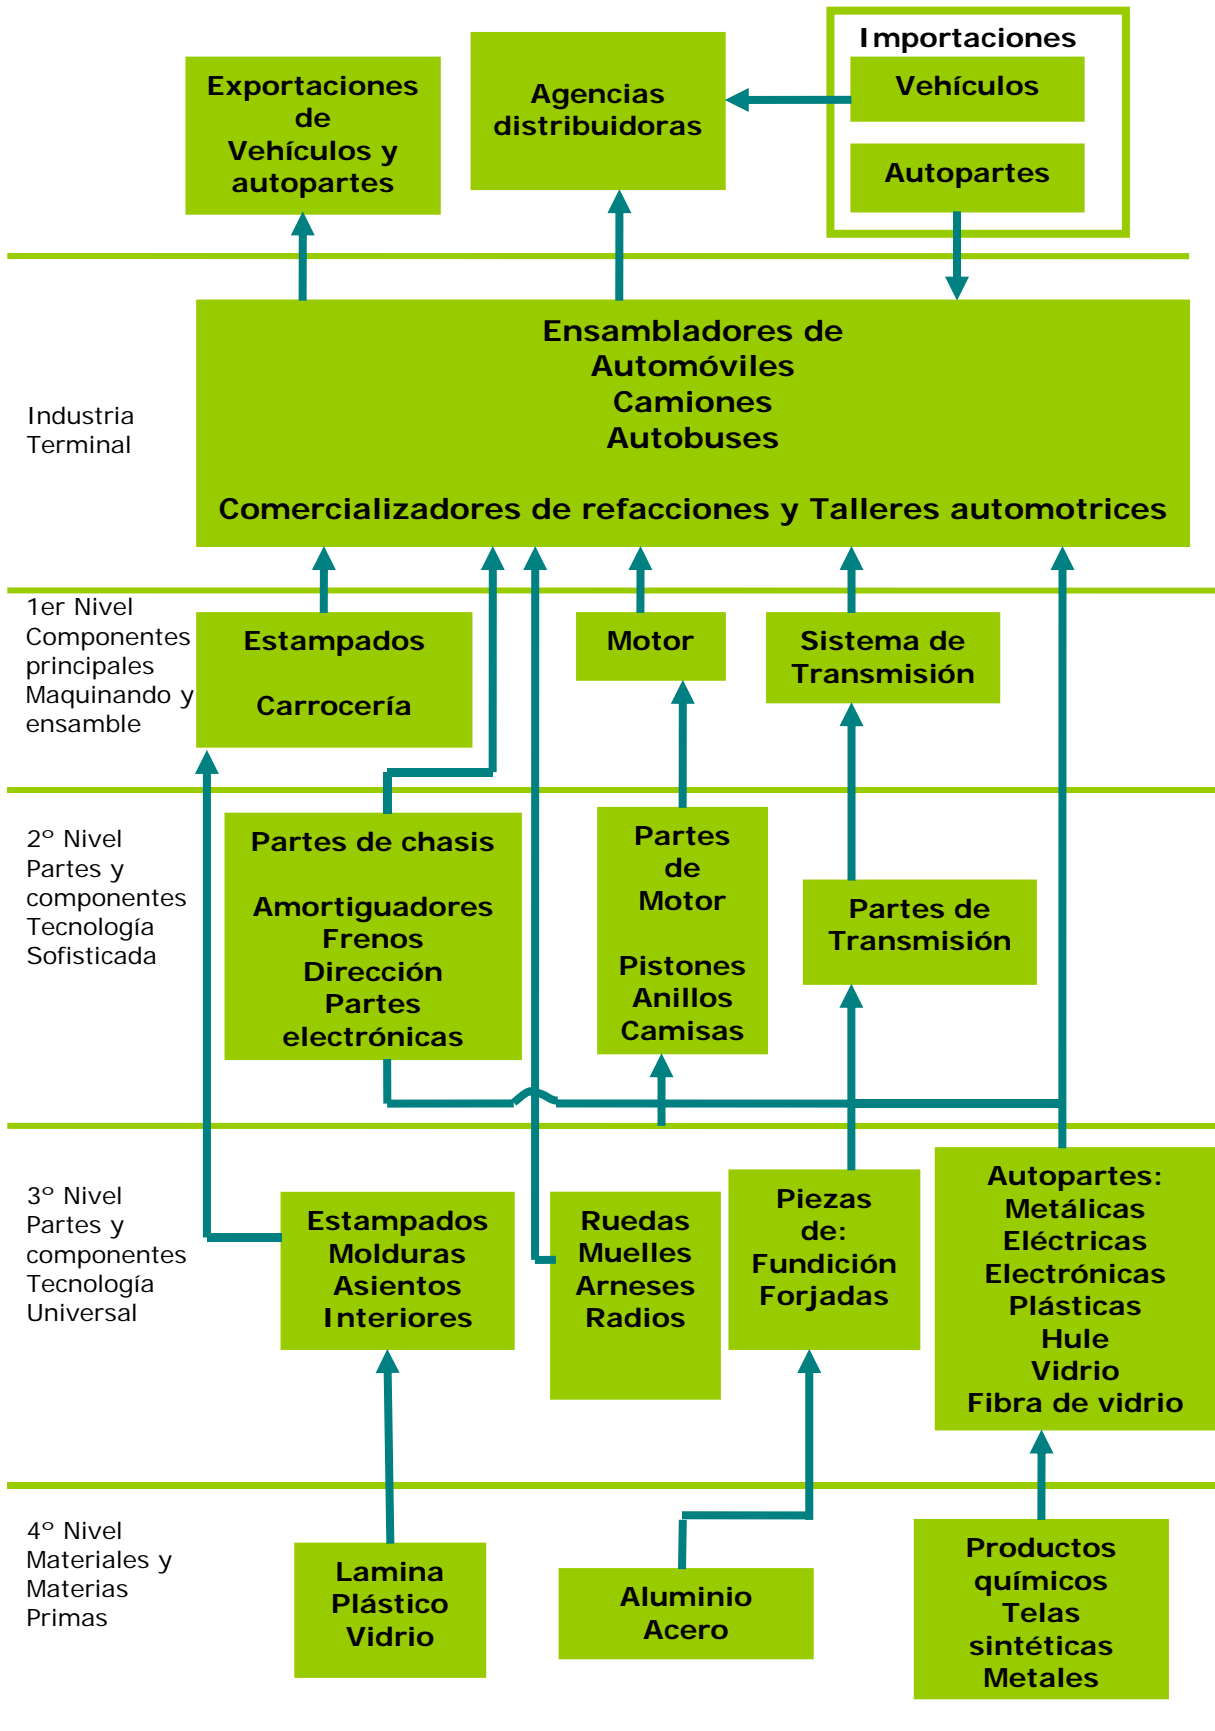 Importaciones
Exportaciones
de
Vehículos y
autopartes
Agencias
distribuidoras
Vehículos
Autopartes
Industria
Terminal
Ensambladores de
Automóviles
Camiones
Autobuses
Comercializadores de refacciones y Talleres automotrices
1er Nivel
Componentes
principales
Maquinando y
ensamble
Estampados
Carrocería
Motor
Sistema de
Transmisión
2º Nivel
Partes y
componentes
Tecnología
Sofisticada
Partes de chasis
Amortiguadores
Frenos
Dirección
Partes
electrónicas
Partes
de
Motor
Pistones
Anillos
Camisas
Partes de
Transmisión
3º Nivel
Partes y
componentes
Tecnología
Universal
Estampados
Molduras
Asientos
Interiores
Ruedas
Muelles
Arneses
Radios
Piezas
de:
Fundición
Forjadas
Autopartes:
Metálicas
Eléctricas
Electrónicas
Plásticas
Hule
Vidrio
Fibra de vidrio
4º Nivel
Materiales y
Materias
Primas
Lamina
Plástico
Vidrio
Aluminio
Acero
Productos
químicos
Telas
sintéticas
Metales